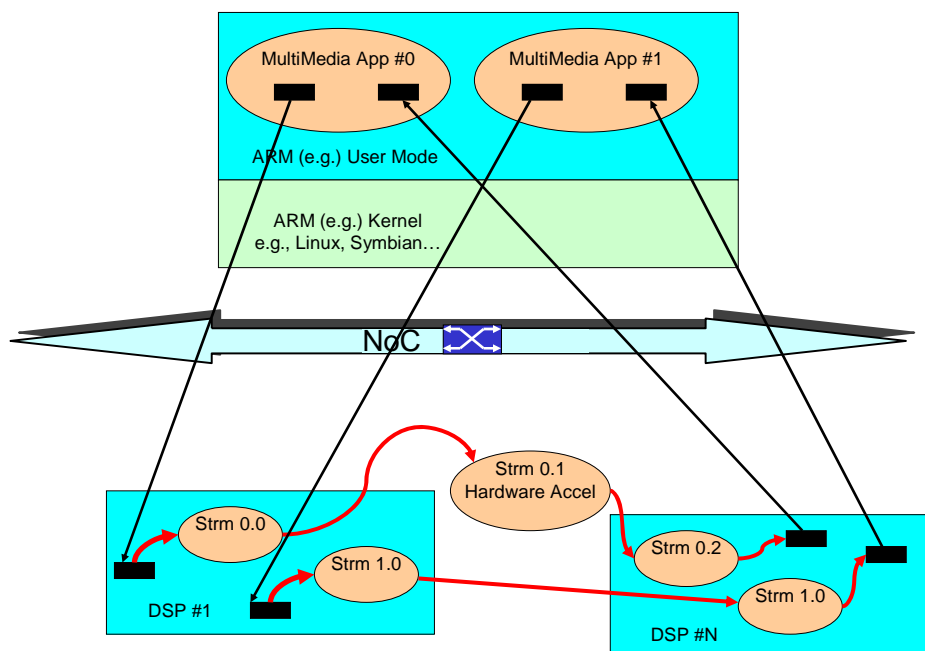 MultiMedia App #0
MultiMedia App #1
ARM (e.g.) User Mode
ARM (e.g.) Kernel
e.g., Linux, Symbian…
NoC
Strm 0.1
Hardware Accel
Strm 0.0
Strm 1.0
DSP #1
Strm 0.2
Strm 1.0
DSP #N